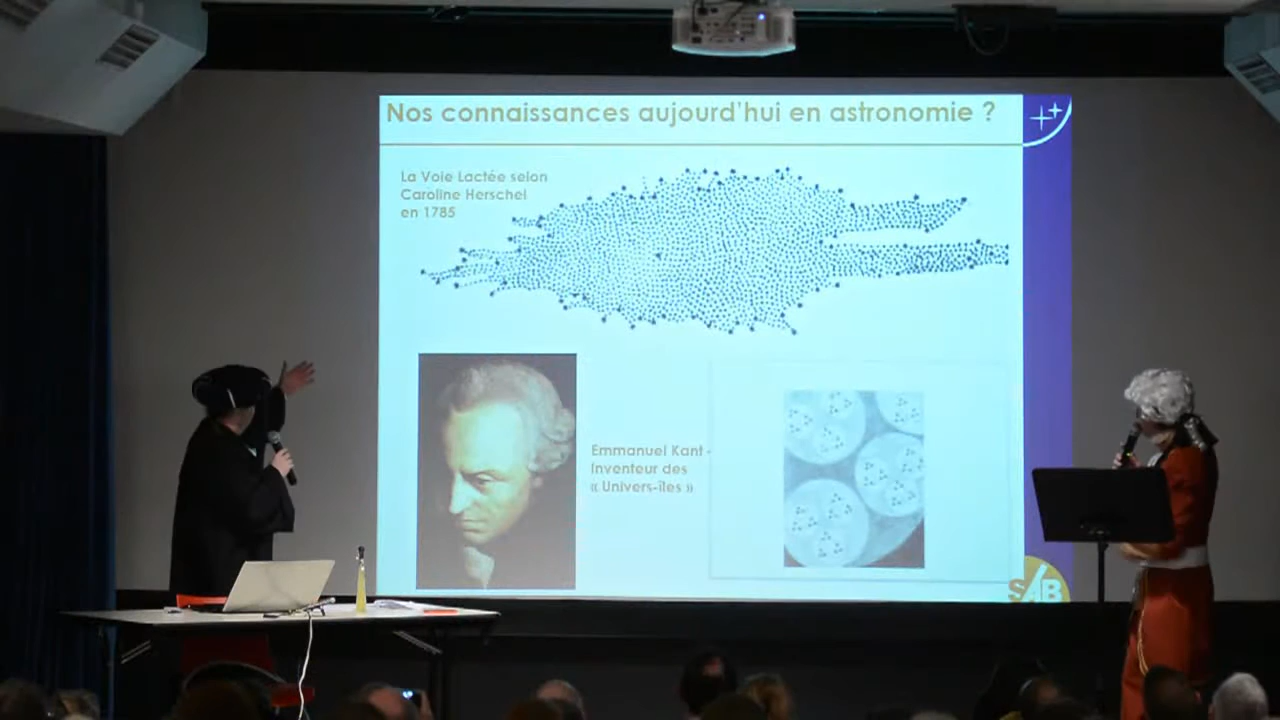 Nos connaissances aujourd'hui en astronomie ?
La Voie Lactée selon
Caroline Herschel
en 1785
Emmanuel Kant -
Inventeur des
« Univers-îles »
SAB